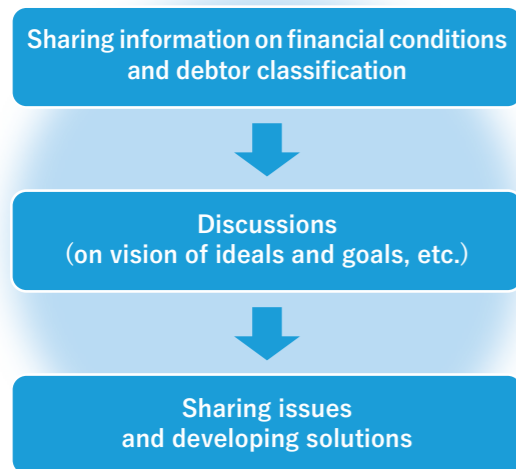 Sharing information on financial conditions
and debtor classification
Discussions
(on vision of ideals and goals, etc.)
Sharing issues
and developing solutions